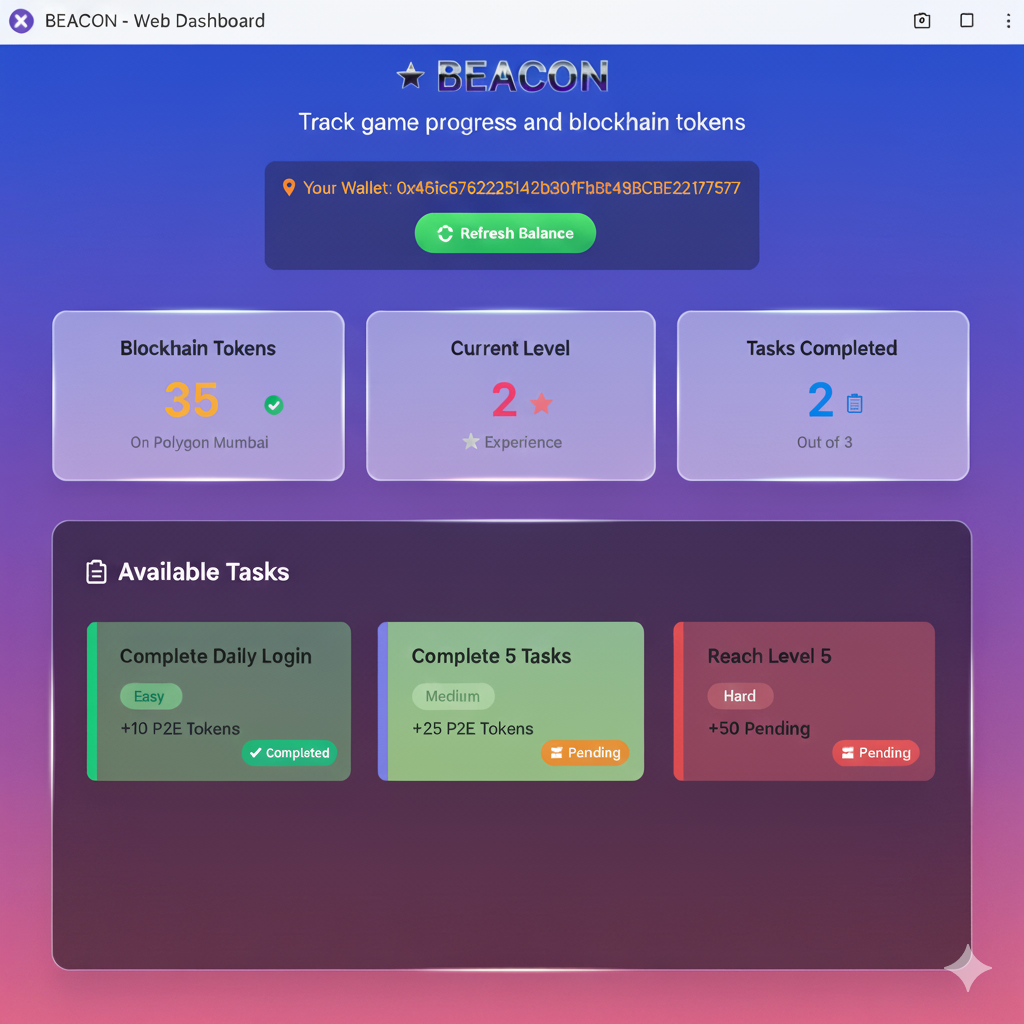 BEACON - Web Dashboard
BEACON
Track game progress and blockhain tokens
Your Wallet:
Refresh Balance
Blockchain Tokens
35
On Polygon Mumbai
Current Level
2
Experience
Tasks Completed
2
Out of 3
Available Tasks
Complete Daily Login
Easy
+10 P2E Tokens
Completed
Complete 5 Tasks
Medium
+25 P2E Tokens
Pending
Reach Level 5
Hard
+50 Pending
Pending